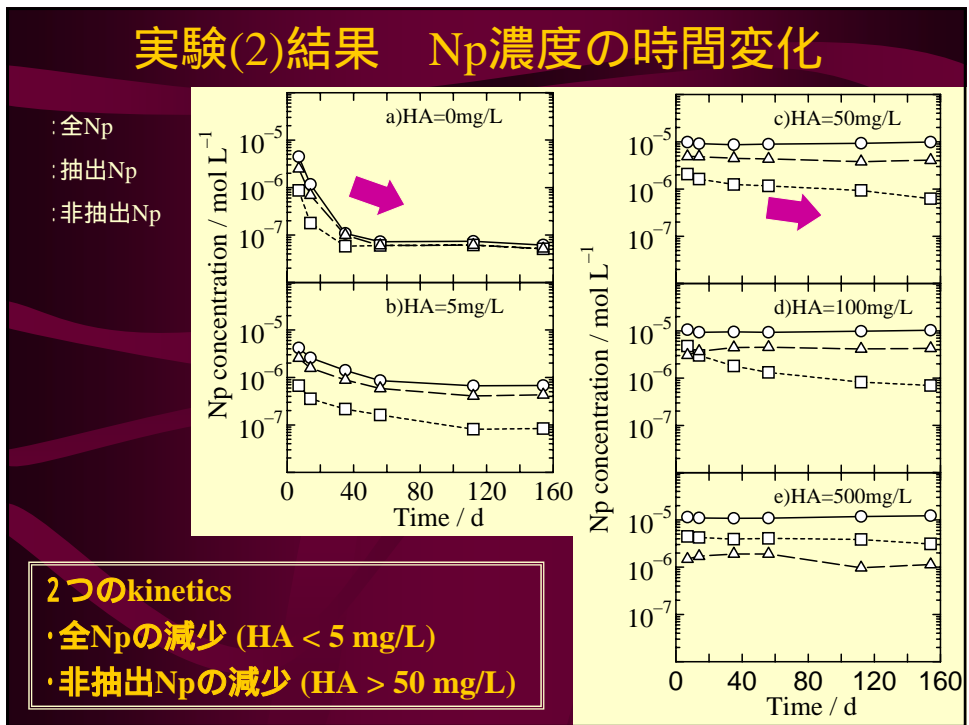 実験(2)結果　Np濃度の時間変化
:全Np
:抽出Np
:非抽出Np
a)HA=0mg/L
10⁻⁵
10⁻⁶
10⁻⁷
b)HA=5mg/L
10⁻⁵
10⁻⁶
10⁻⁷
Np concentration / mol L⁻¹
0 40 80 120 160
Time / d
c)HA=50mg/L
10⁻⁵
10⁻⁶
10⁻⁷
d)HA=100mg/L
10⁻⁵
10⁻⁶
10⁻⁷
e)HA=500mg/L
10⁻⁵
10⁻⁶
10⁻⁷
Np concentration / mol L⁻¹
0 40 80 120 160
Time / d
2つのkinetics
・全Npの減少 (HA < 5 mg/L)
・非抽出Npの減少 (HA > 50 mg/L)